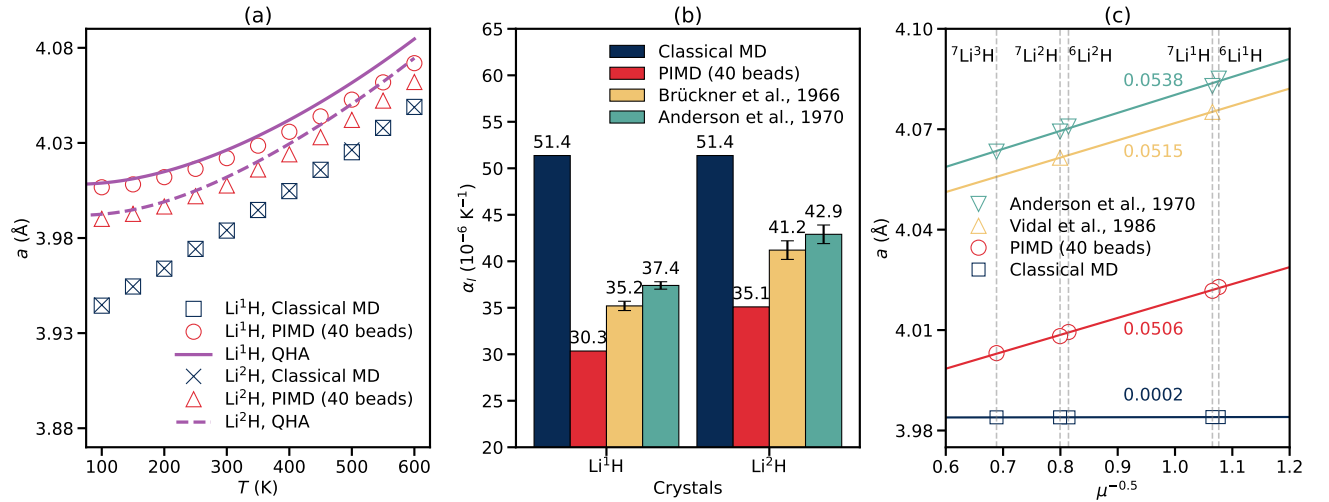 (a)
4.08
4.03
3.98
3.93
3.88
a (Å)
100 200 300 400 500 600
T (K)
Li¹H, Classical MD
Li¹H, PIMD (40 beads)
Li¹H, QHA
Li²H, Classical MD
Li²H, PIMD (40 beads)
Li²H, QHA
(b)
65
60
55
50
45
40
35
30
25
20
αₗ (10⁻⁶ K⁻¹)
Classical MD
PIMD (40 beads)
Brückner et al., 1966
Anderson et al., 1970
51.4 30.3 35.2 37.4
51.4 35.1 41.2 42.9
Li¹H Li²H
Crystals
(c)
4.10
4.07
4.04
4.01
3.98
a (Å)
⁷Li³H ⁷Li²H ⁶Li²H ⁷Li¹H ⁶Li¹H
0.0538
0.0515
Anderson et al., 1970
Vidal et al., 1986
PIMD (40 beads)
Classical MD
0.0506
0.0002
0.6 0.7 0.8 0.9 1.0 1.1 1.2
μ⁻⁰·⁵